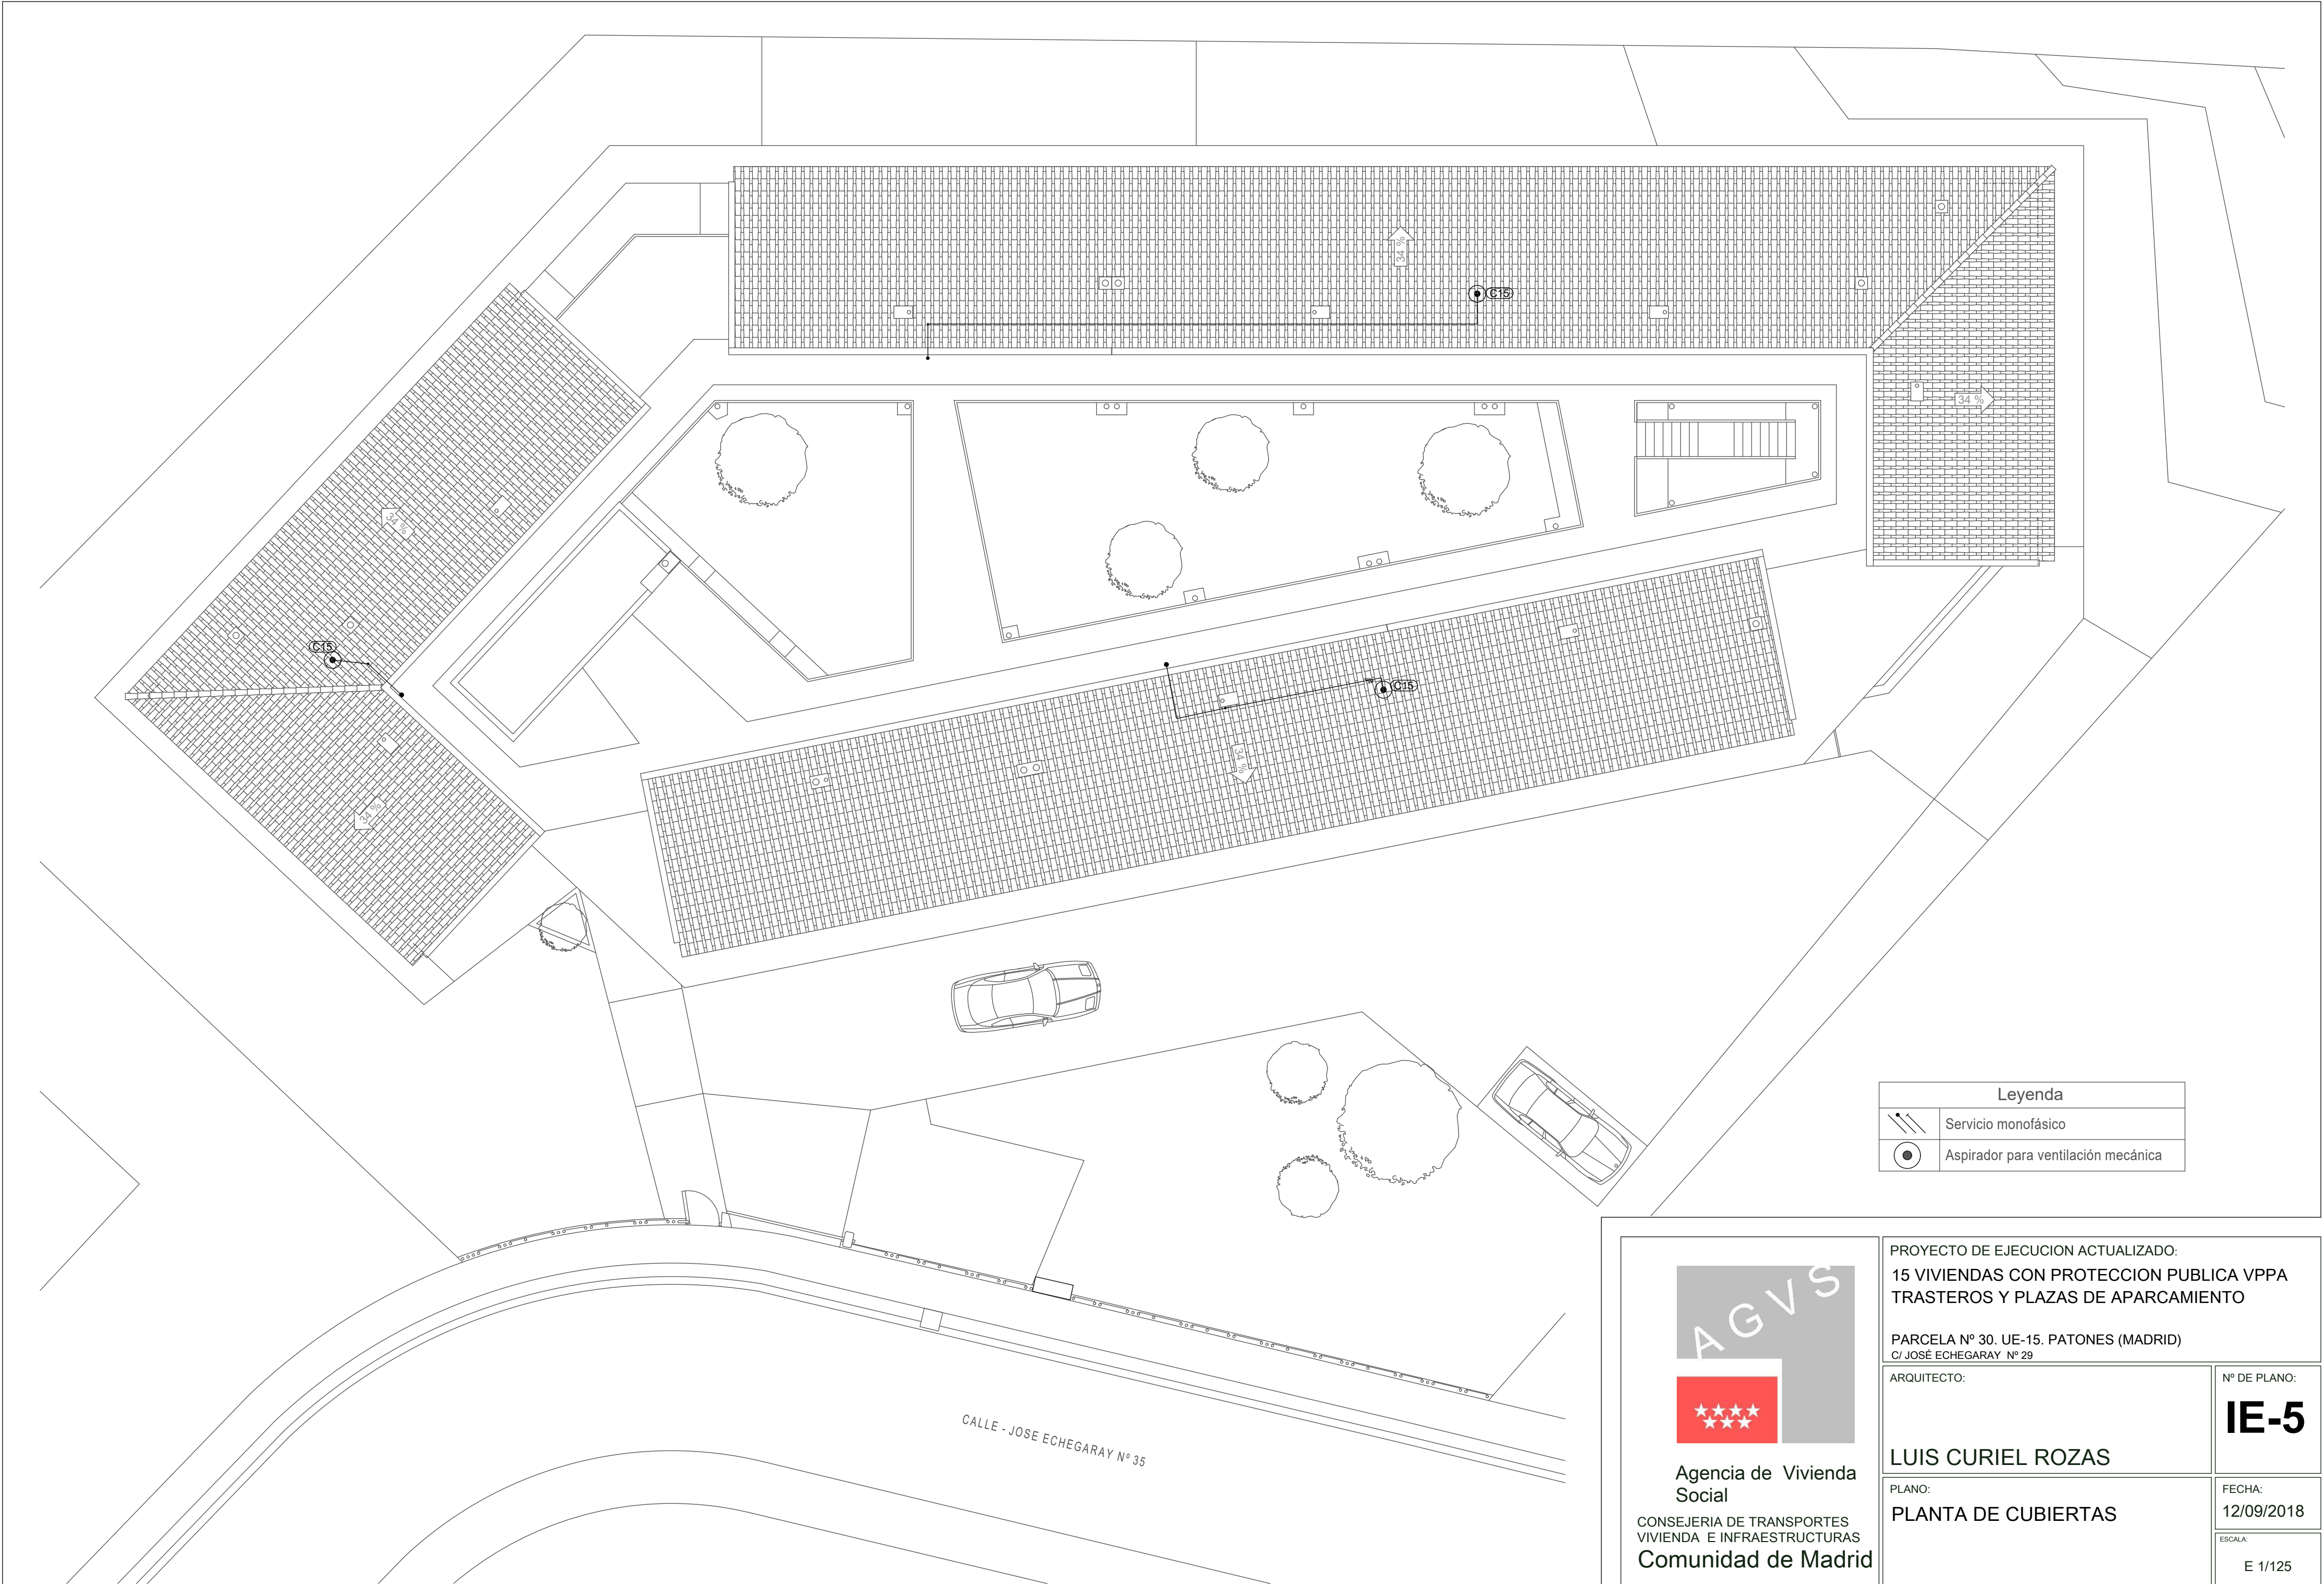 34 %
C15
34 %
34 %
C15
C15
34 %
34 %
Leyenda
Servicio monofásico
Aspirador para ventilación mecánica
CALLE - JOSE ECHEGARAY Nº 35
AGVS
Agencia de Vivienda
Social
CONSEJERIA DE TRANSPORTES
VIVIENDA E INFRAESTRUCTURAS
Comunidad de Madrid
PROYECTO DE EJECUCION ACTUALIZADO:
15 VIVIENDAS CON PROTECCION PUBLICA VPPA
TRASTEROS Y PLAZAS DE APARCAMIENTO
PARCELA Nº 30. UE-15. PATONES (MADRID)
C/ JOSÉ ECHEGARAY Nº 29
ARQUITECTO:
LUIS CURIEL ROZAS
Nº DE PLANO:
IE-5
PLANO:
PLANTA DE CUBIERTAS
FECHA:
12/09/2018
ESCALA:
E 1/125